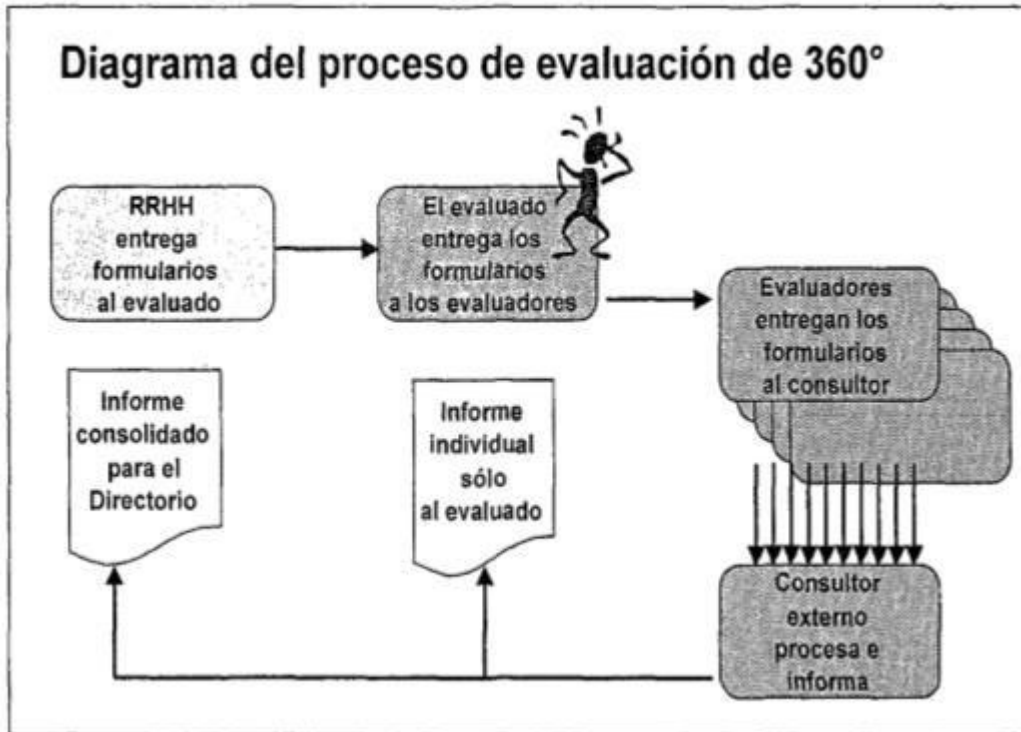 Diagrama del proceso de evaluación de 360°
RRHH
entrega
formularios
al evaluado
El evaluado
entrega los
formularios
a los evaluadores
Evaluadores
entregan los
formularios
al consultor
Informe
consolidado
para el
Directorio
Informe
individual
sólo
al evaluado
Consultor
externo
procesa e
informa